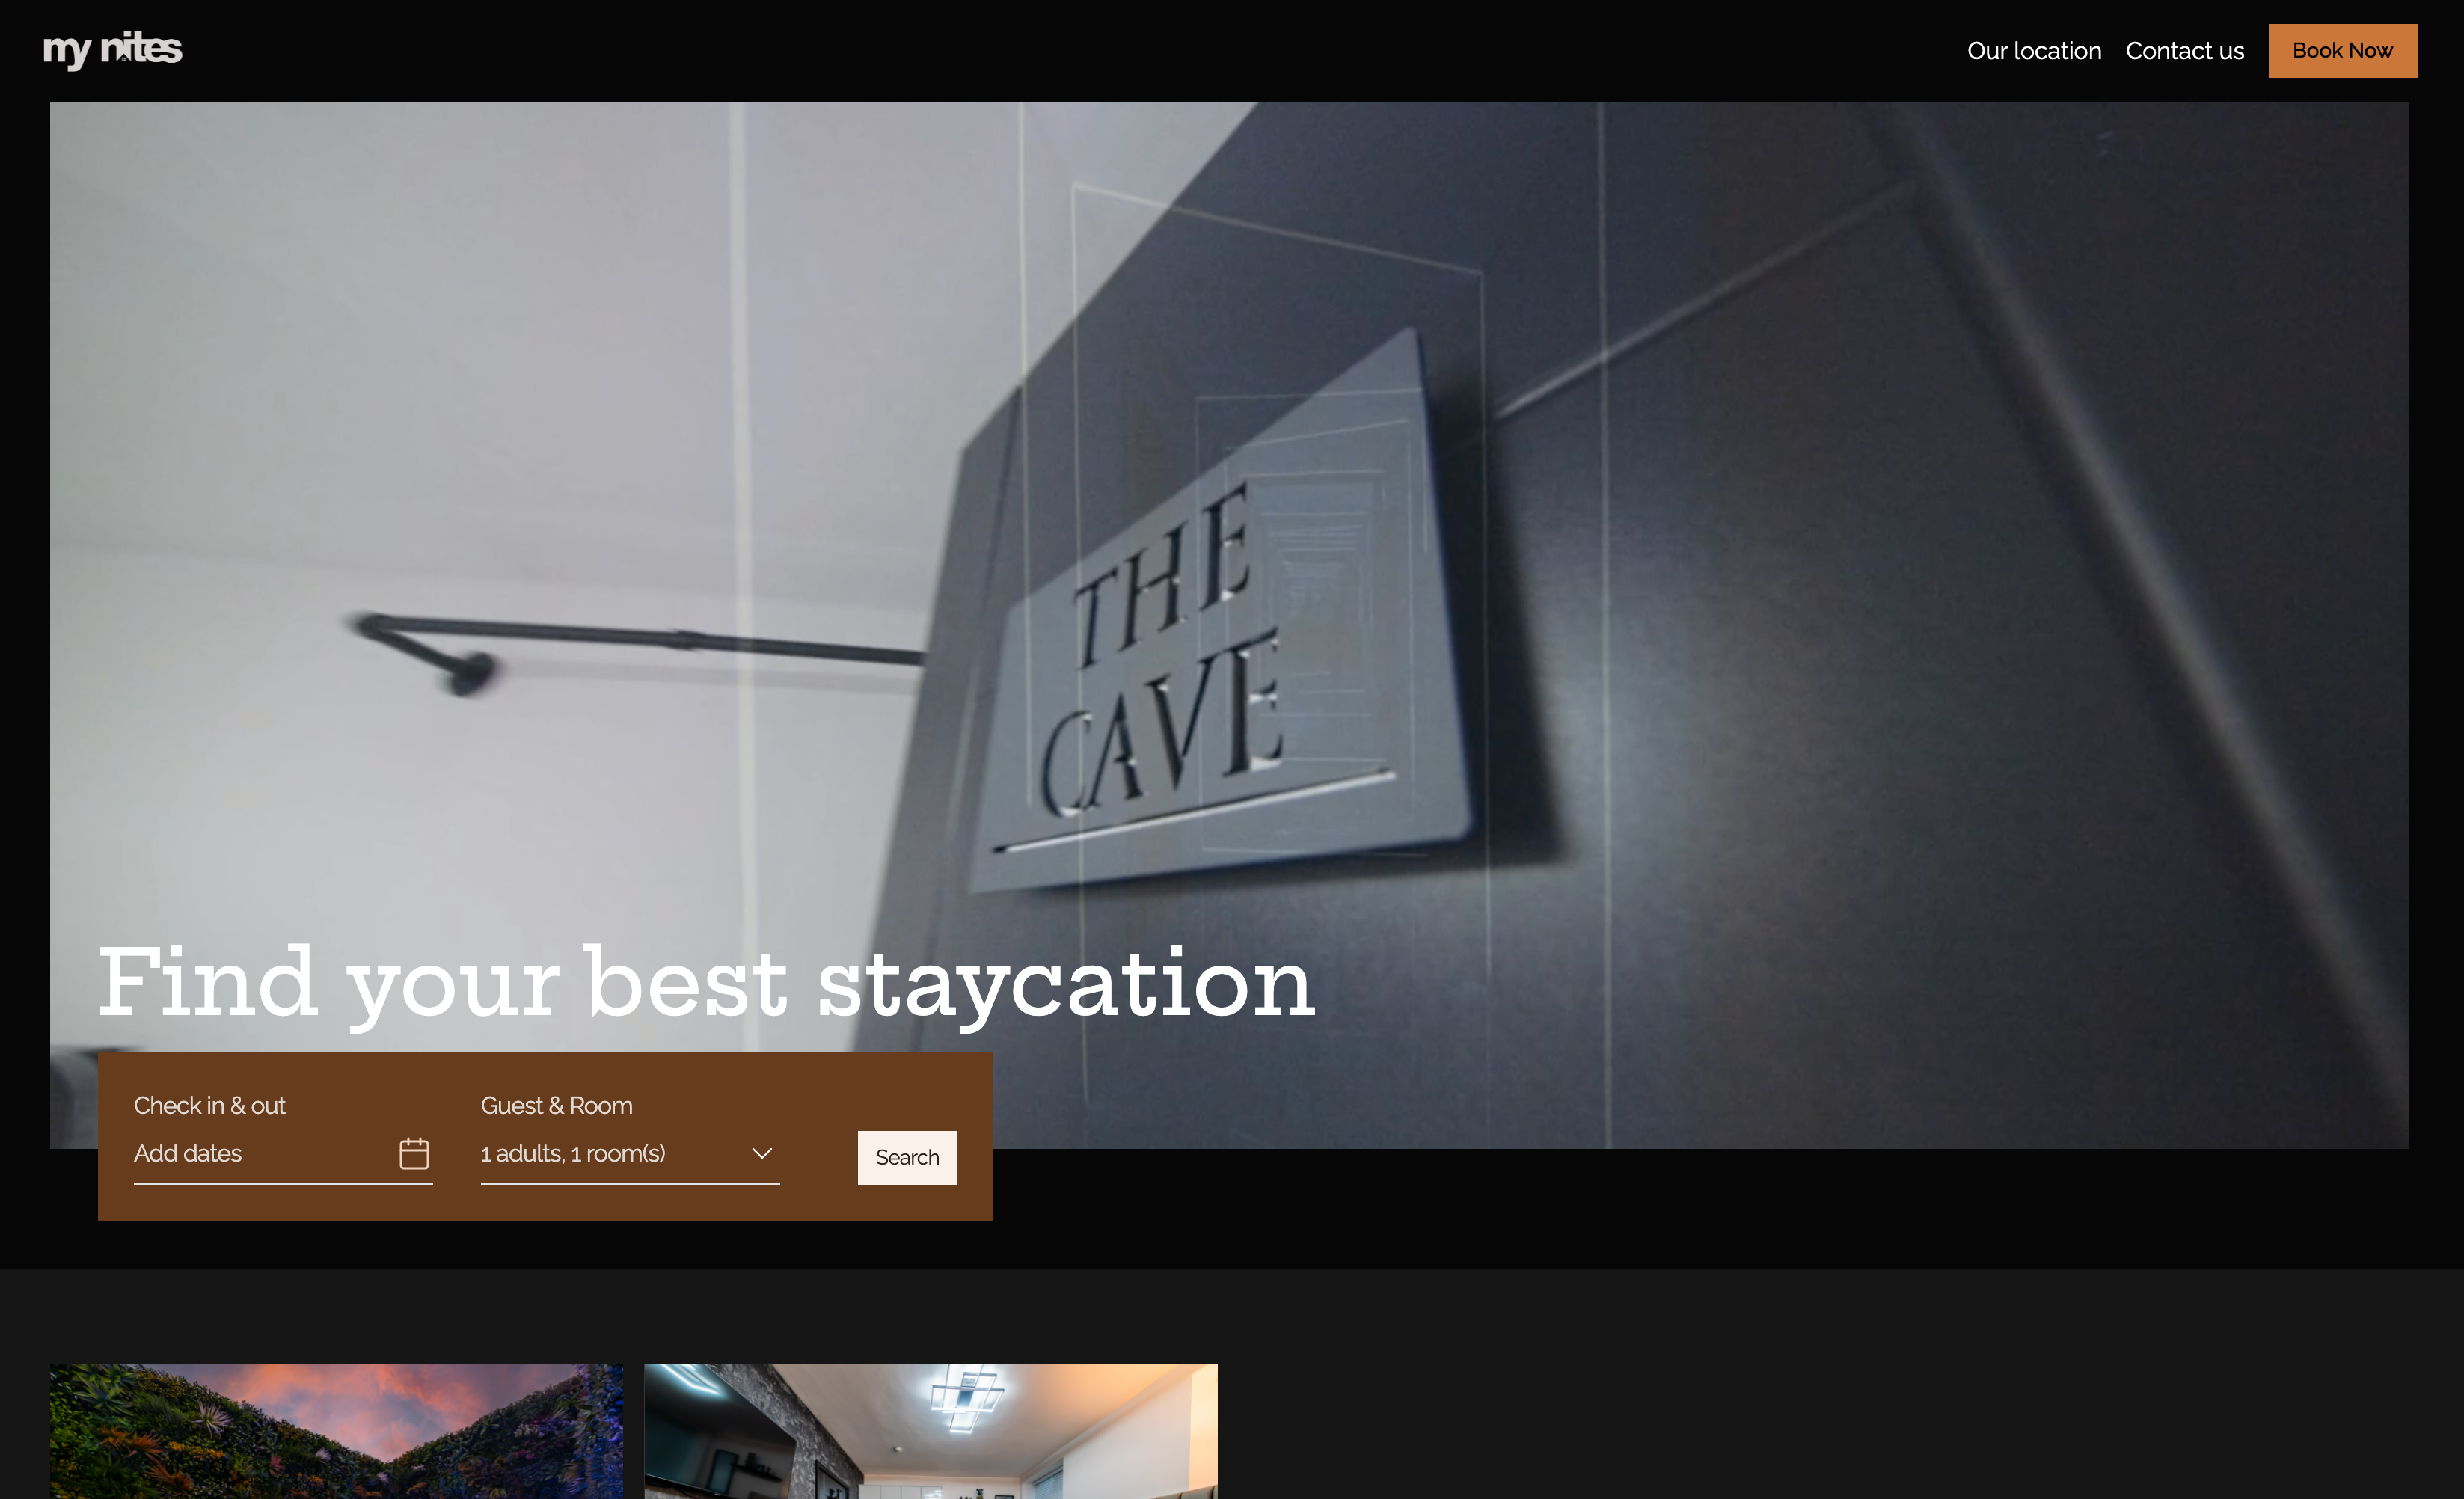 my nites
Our location
Contact us
Book Now
THE
CAVE
Find your best staycation
Check in & out
Guest & Room
Add dates
1 adults, 1 room(s)
Search